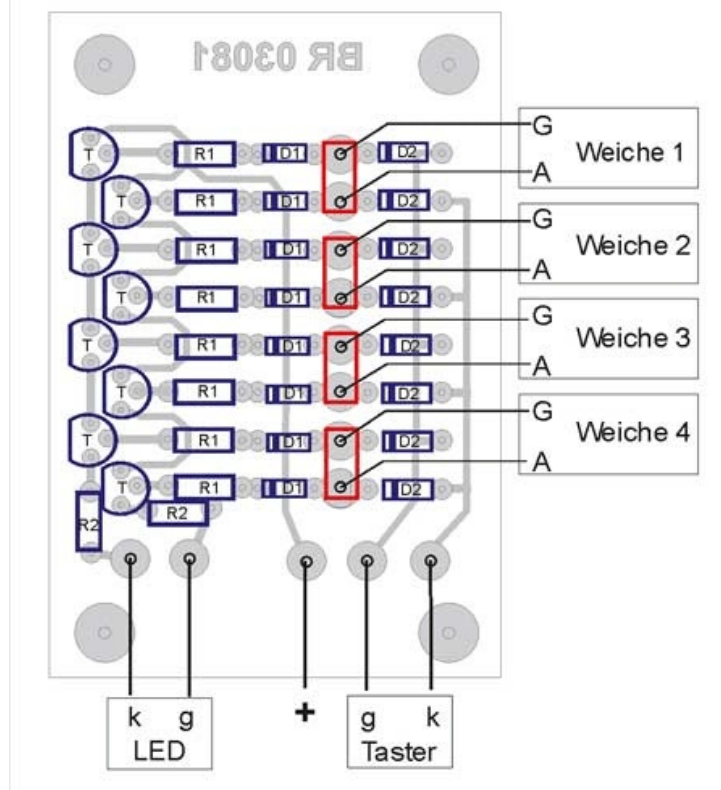 BR 03081
T R1 D1 D2
T R1 D1 D2
T R1 D1 D2
T R1 D1 D2
T R1 D1 D2
T R1 D1 D2
T R1 D1 D2
T R1 D1 D2
R2 R2
G
A
Weiche 1
G
A
Weiche 2
G
A
Weiche 3
G
A
Weiche 4
k g
LED
+
g k
Taster